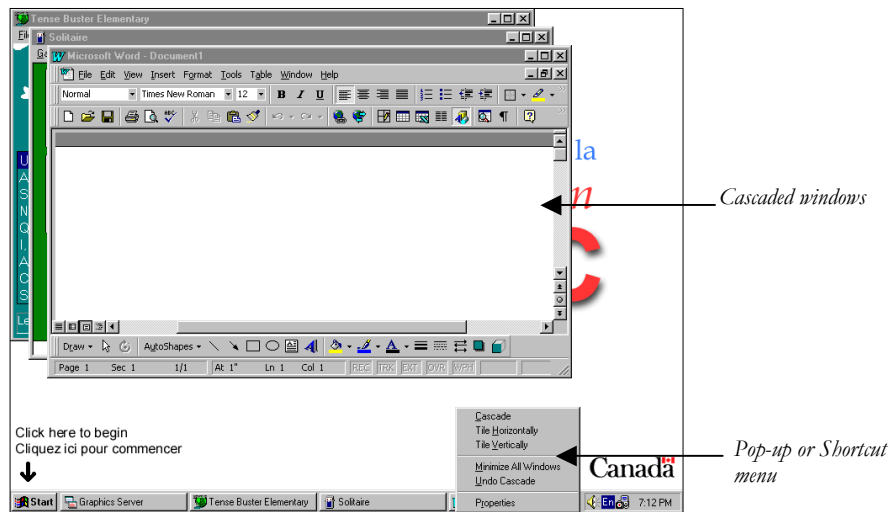 Tense Buster Elementary
Solitaire
Microsoft Word - Document1
File Edit View Insert Format Tools Table Window Help
Normal Times New Roman 12 B I U
la
n
C
Cascaded windows
U
A
S
N
Q
I,
A
C
S
Le
Draw AutoShapes
Page 1 Sec 1 1/1 At 1" Ln 1 Col 1 REC TRK EXT OVR WPH
Click here to begin
Cliquez ici pour commencer
Cascade
Tile Horizontally
Tile Vertically
Minimize All Windows
Undo Cascade
Properties
Pop-up or Shortcut
menu
Canada
Start Graphics Server Tense Buster Elementary Solitaire En 7:12 PM